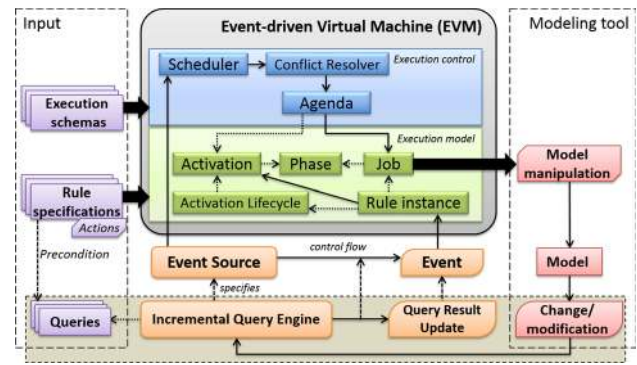 Input
Event-driven Virtual Machine (EVM)
Modeling tool
Scheduler
Conflict Resolver
Execution control
Agenda
Execution
schemas
Execution model
Activation
Phase
Job
Model
manipulation
Rule
specifications
Actions
Activation Lifecycle
Rule instance
Precondition
control flow
Event Source
Event
Model
specifies
Queries
Incremental Query Engine
Query Result
Update
Change/
modification